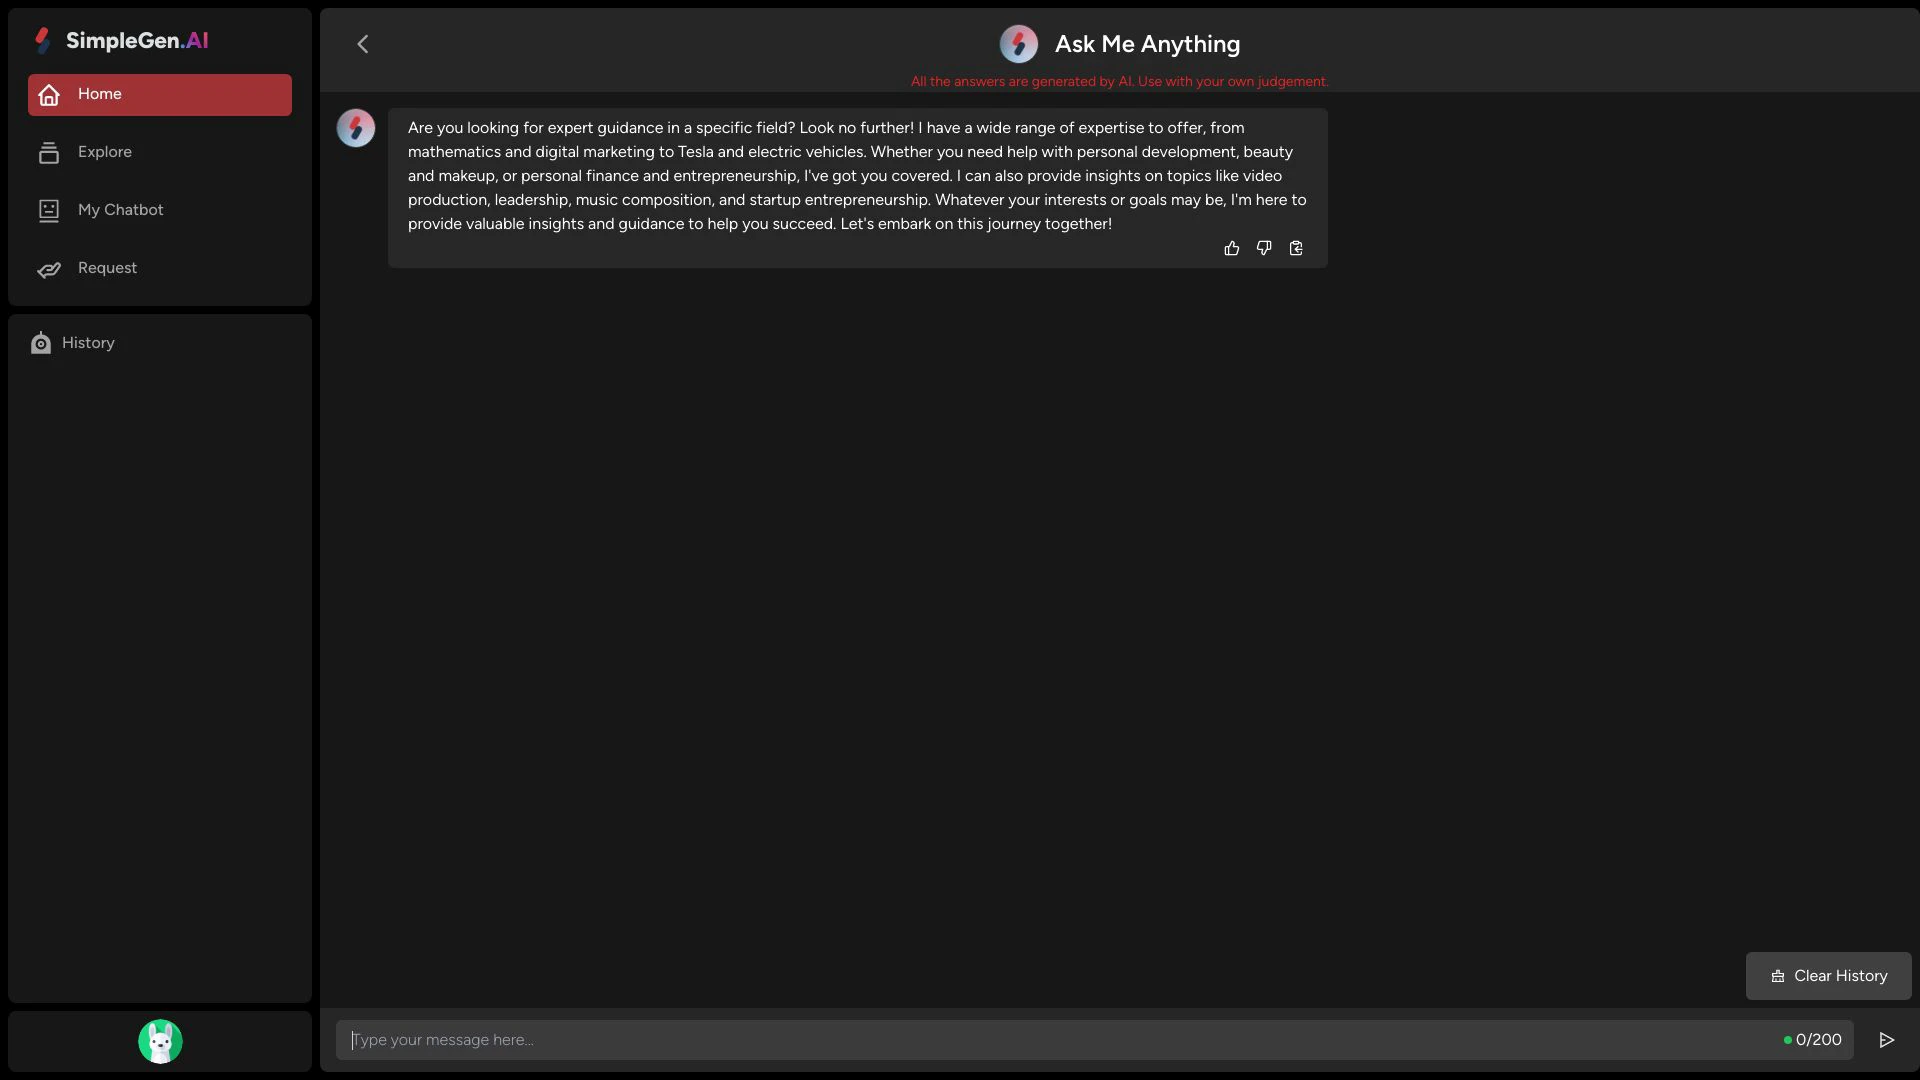 SimpleGen.AI
Home
Explore
My Chatbot
Request
History
Ask Me Anything
All the answers are generated by AI. Use with your own judgement.
Are you looking for expert guidance in a specific field? Look no further! I have a wide range of expertise to offer, from
mathematics and digital marketing to Tesla and electric vehicles. Whether you need help with personal development, beauty
and makeup, or personal finance and entrepreneurship, I've got you covered. I can also provide insights on topics like video
production, leadership, music composition, and startup entrepreneurship. Whatever your interests or goals may be, I'm here to
provide valuable insights and guidance to help you succeed. Let's embark on this journey together!
Clear History
Type your message here...
0/200